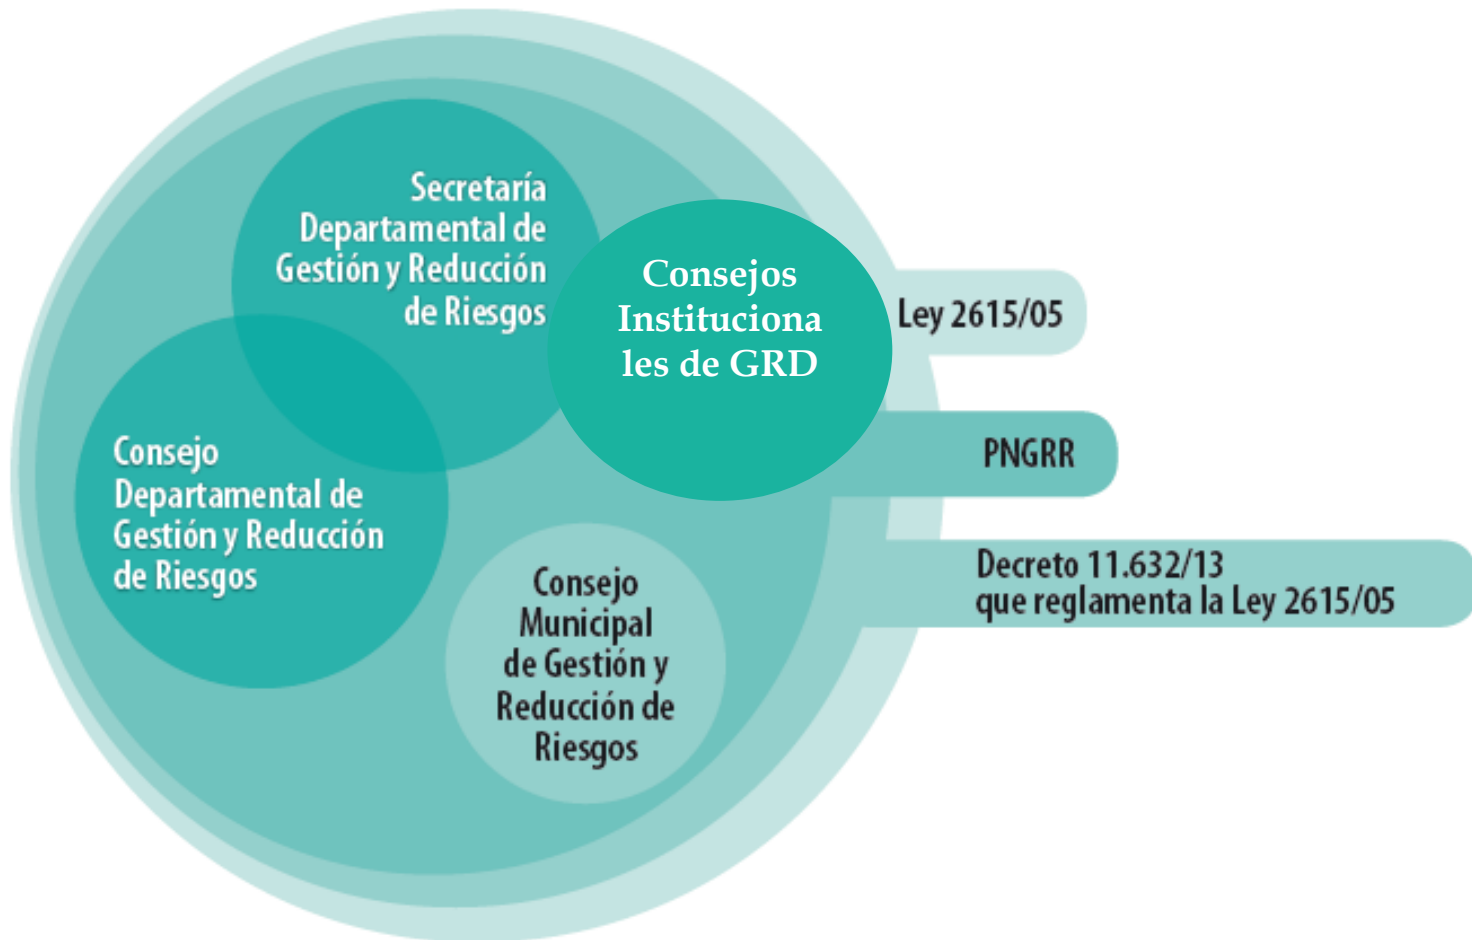 Secretaría
Departamental de
Gestión y Reducción
de Riesgos
Consejos
Instituciona
les de GRD
Ley 2615/05
Consejo
Departamental de
Gestión y Reducción
de Riesgos
PNGRR
Consejo
Municipal
de Gestión y
Reducción de
Riesgos
Decreto 11.632/13
que reglamenta la Ley 2615/05